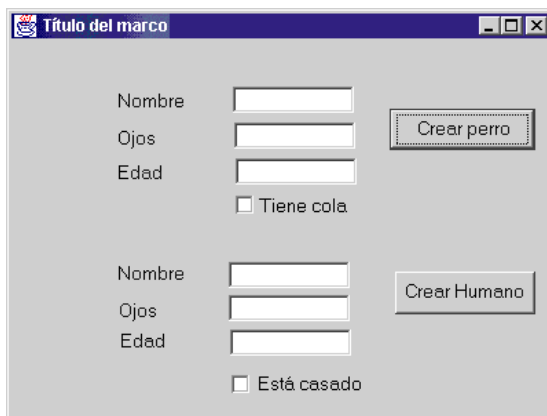 Título del marco
Nombre
Crear perro
Ojos
Edad
Tiene cola
Nombre
Crear Humano
Ojos
Edad
Está casado